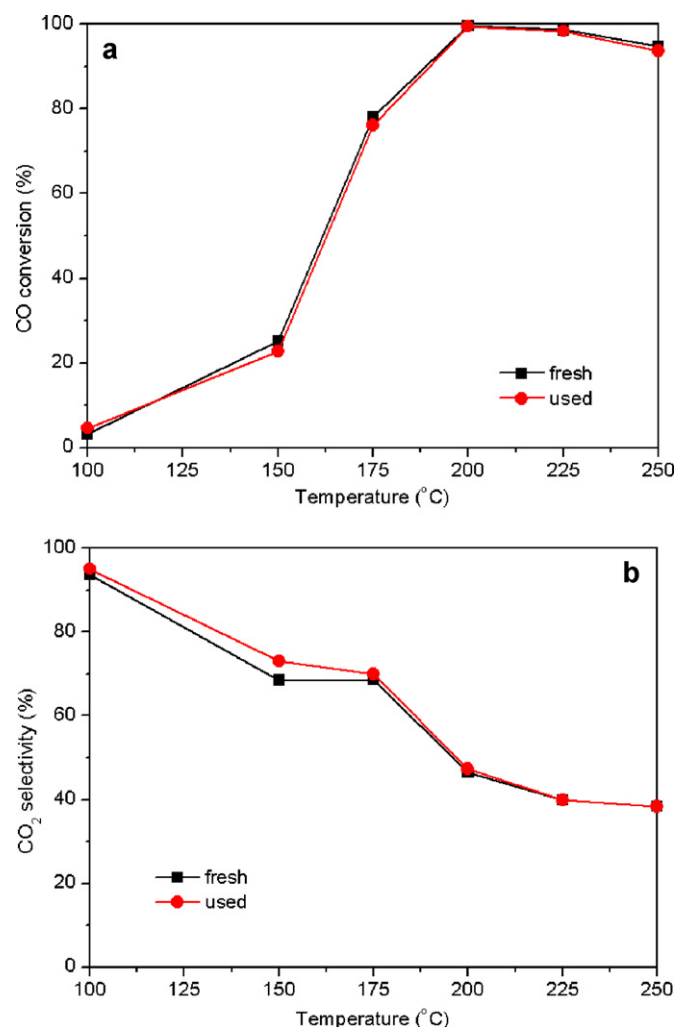 a
100
80
60
40
20
0
CO conversion (%)
fresh
used
100 125 150 175 200 225 250
Temperature (°C)
b
100
80
60
40
20
0
CO₂ selectivity (%)
fresh
used
100 125 150 175 200 225 250
Temperature (°C)